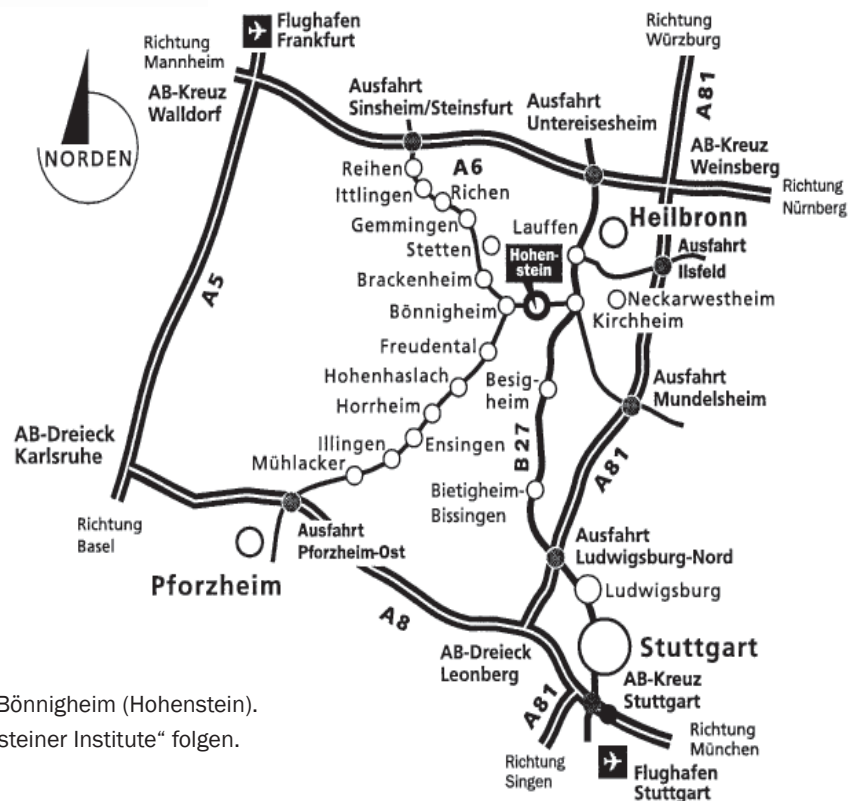 Flughafen
Frankfurt
Richtung
Mannheim
AB-Kreuz
Walldorf
NORDEN
Richtung
Würzburg
A81
Ausfahrt
Sinsheim/Steinsfurt
Ausfahrt
Untereisesheim
AB-Kreuz
Weinsberg
Richtung
Nürnberg
A6
Reihen
Ittlingen
Richen
Gemmingen
Stetten
Lauffen
Heilbronn
Ausfahrt
Ilsfeld
Hohen-
stein
Brackenheim
Bönnigheim
Neckarwestheim
Kirchheim
A5
Freudental
Hohenhaslach
Horrheim
Besig-
heim
Ausfahrt
Mundelsheim
AB-Dreieck
Karlsruhe
Illingen
Ensingen
Mühlacker
B27
A81
Bietigheim-
Bissingen
Richtung
Basel
Ausfahrt
Pforzheim-Ost
Ausfahrt
Ludwigsburg-Nord
Pforzheim
Ludwigsburg
A8
Stuttgart
AB-Dreieck
Leonberg
AB-Kreuz
Stuttgart
A81
Richtung
München
Richtung
Singen
Flughafen
Stuttgart
Bönnigheim (Hohenstein).
steiner Institute“ folgen.